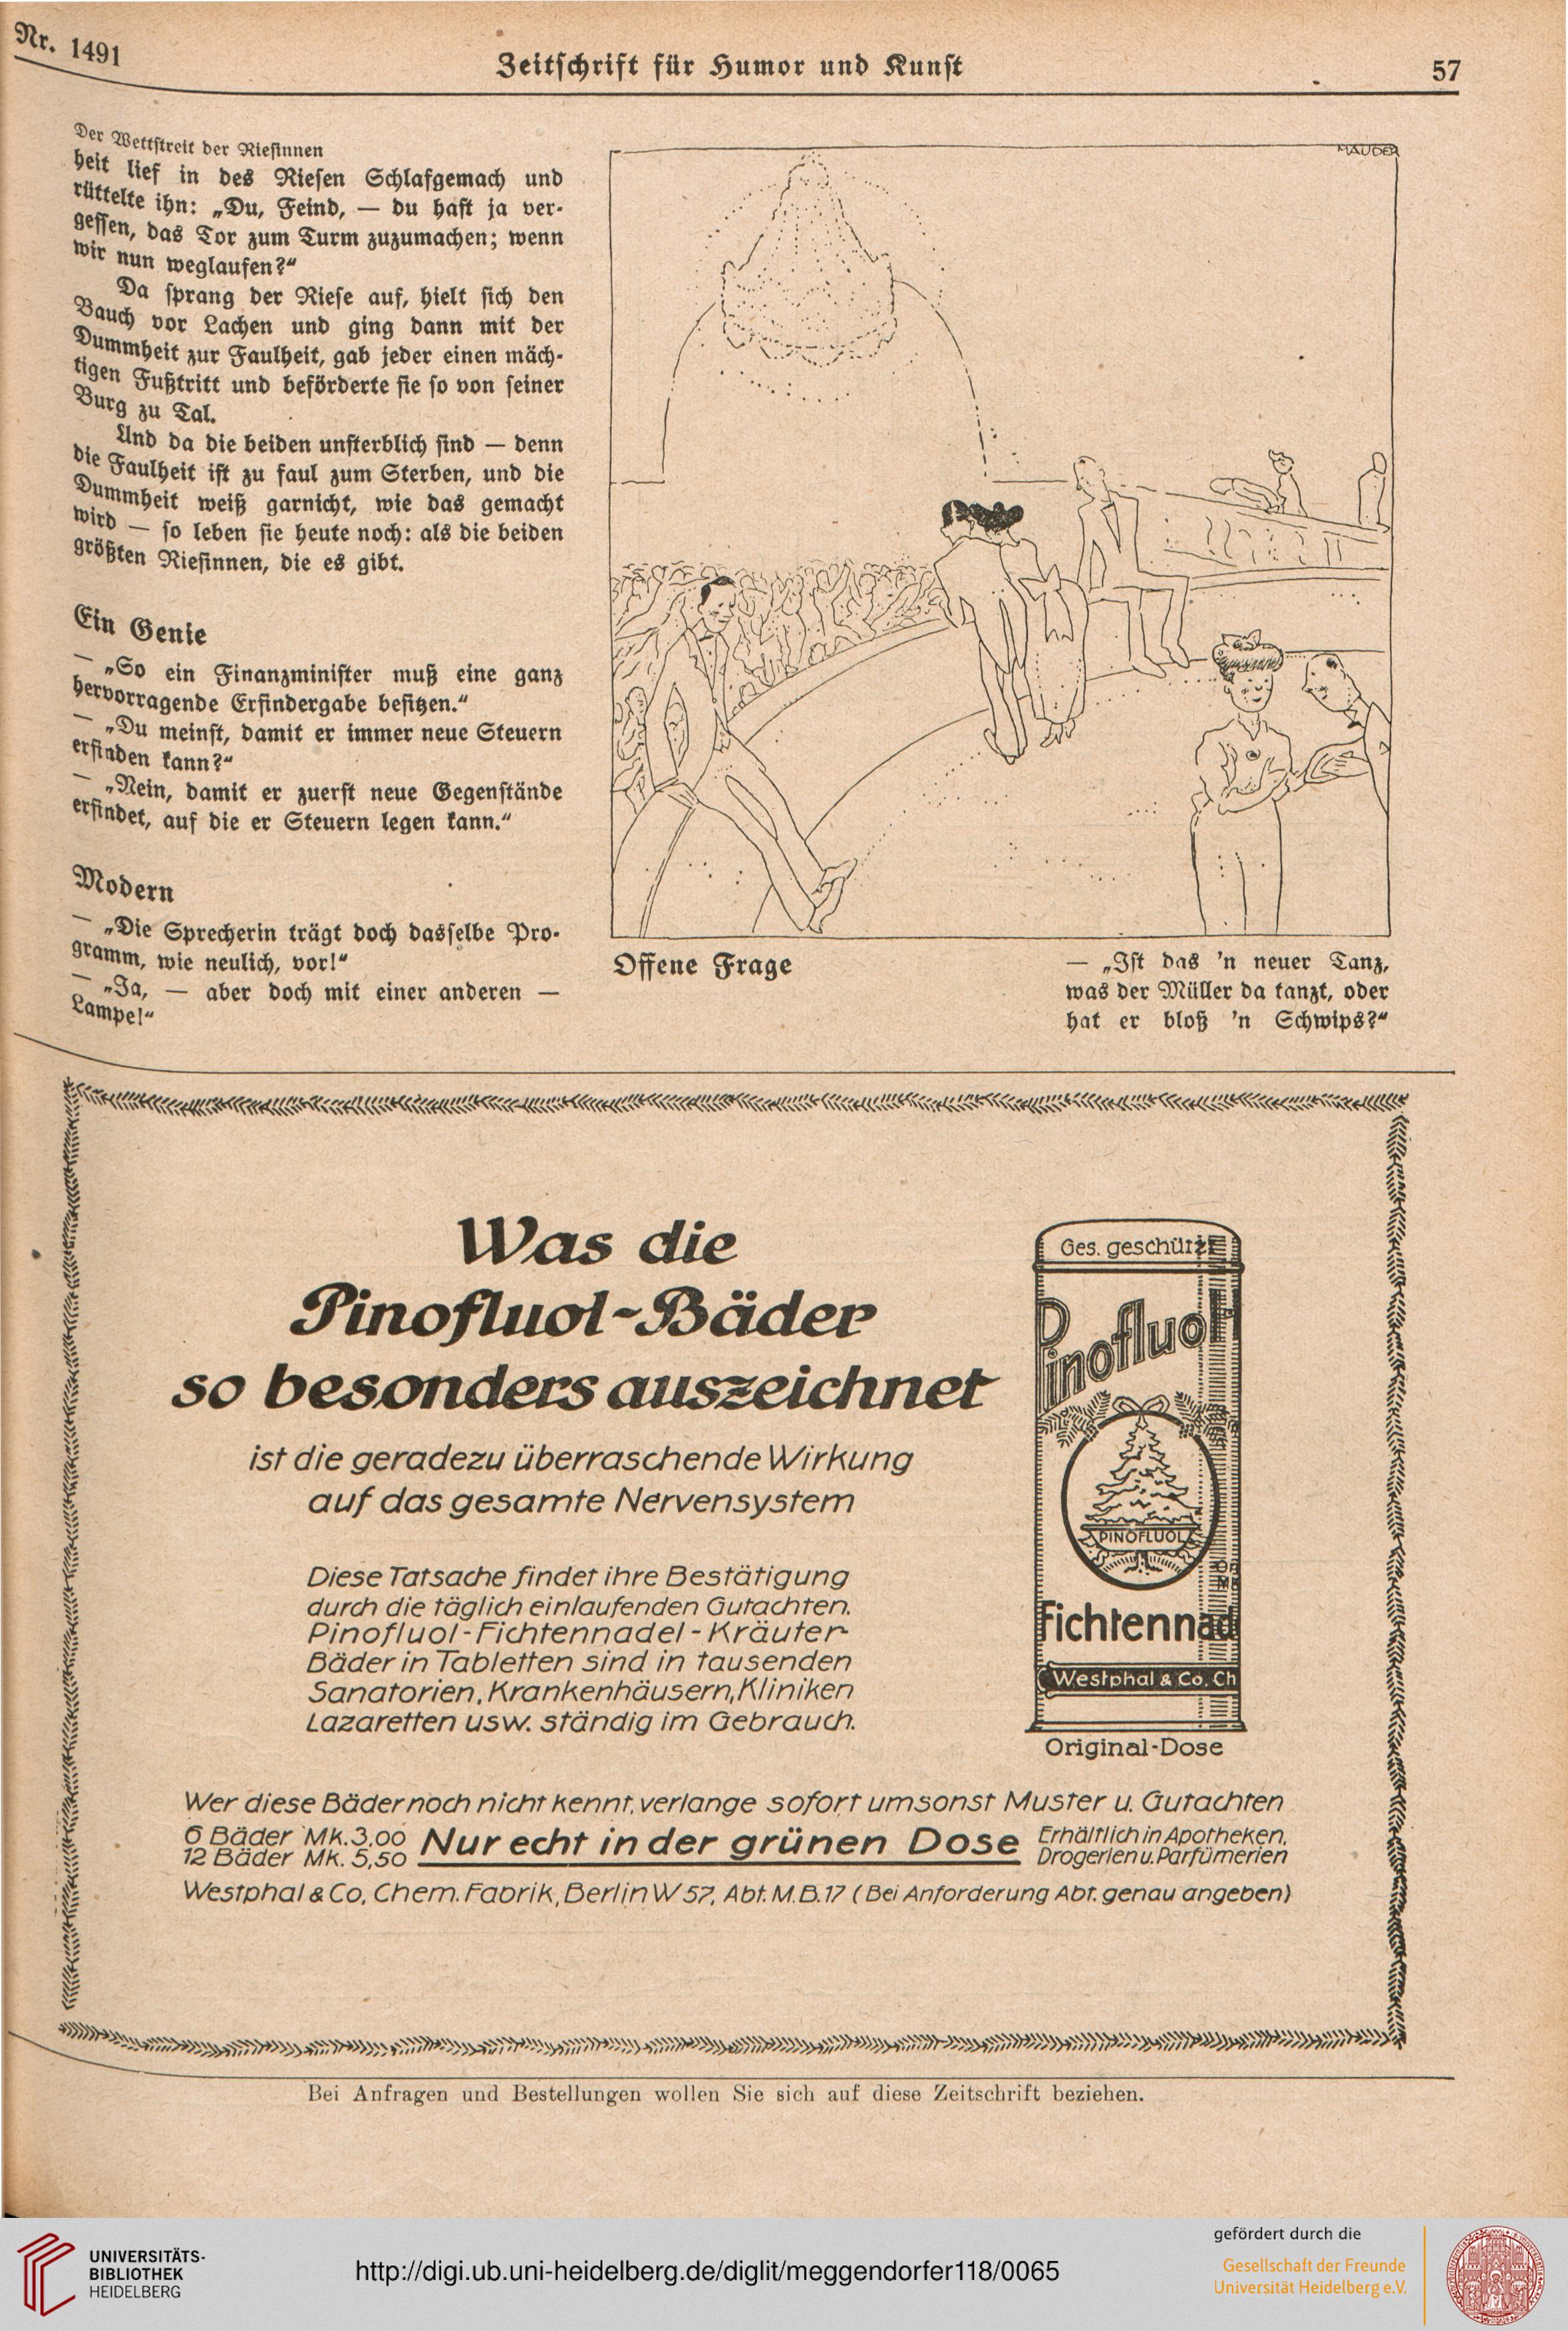 Nr. 1491
Zeitschrift für Humor und Kunst
57
Der Wettstreit der Riesinnen
heit lief in des Riesen Schlafgemach und
rüttelte ihn: „Du, Feind, — du hast ja ver-
gessen, das Tor zum Turm zuzumachen; wenn
wir nun weglaufen?“
Da sprang der Riese auf, hielt sich den
Bauch vor Lachen und ging dann mit der
Dummheit zur Faulheit, gab jeder einen mäch-
tigen Fußtritt und beförderte sie so von seiner
Burg zu Tal.
Und da die beiden unsterblich sind — denn
die Faulheit ist zu faul zum Sterben, und die
Dummheit weiß garnicht, wie das gemacht
wird — so leben sie heute noch: als die beiden
größten Riesinnen, die es gibt.
Ein Genie
— „So ein Finanzminister muß eine ganz
hervorragende Erfindergabe besitzen.“
— „Du meinst, damit er immer neue Steuern
erfinden kann?“
— „Nein, damit er zuerst neue Gegenstände
erfindet, auf die er Steuern legen kann.“
Modern
— „Die Sprecherin trägt doch dasselbe Pro-
gramm, wie neulich, vor!“
— „Ja, — aber doch mit einer anderen —
Lampe!“
MAUDER
Offene Frage
— „Ist das 'n neuer Tanz,
was der Müller da tanzt, oder
hat er bloß 'n Schwips?“
Was die
Pinofluol-Bäder
so besonders auszeichnet
ist die geradezu überraschende Wirkung
auf das gesamte Nervensystem
Diese Tatsache findet ihre Bestätigung
durch die täglich einlaufenden Gutachten.
Pinofluol-Fichtennadel-Kräuter-
Bäder in Tabletten sind in tausenden
Sanatorien, Krankenhäusern, Kliniken
Lazaretten usw. ständig im Gebrauch.
Ges. geschützt
Pinofluol
PINOFLUOL
Fichtennad
Westphal & Co. Ch
Original-Dose
Wer diese Bäder noch nicht kennt, verlange sofort umsonst Muster u. Gutachten
6 Bäder Mk. 3,00
12 Bäder Mk. 5,50
Nur echt in der grünen Dose
Erhältlich in Apotheken,
Drogerien u. Parfümerien
Westphal & Co, Chem. Fabrik, Berlin W 57, Abt. M.B. 17 (Bei Anforderung Abt. genau angeben)
Bei Anfragen und Bestellungen wollen Sie sich auf diese Zeitschrift beziehen.
UNIVERSITÄTS-
BIBLIOTHEK
HEIDELBERG
http://digi.ub.uni-heidelberg.de/diglit/meggendorfer118/0065
gefördert durch die
Gesellschaft der Freunde
Universität Heidelberg e.V.